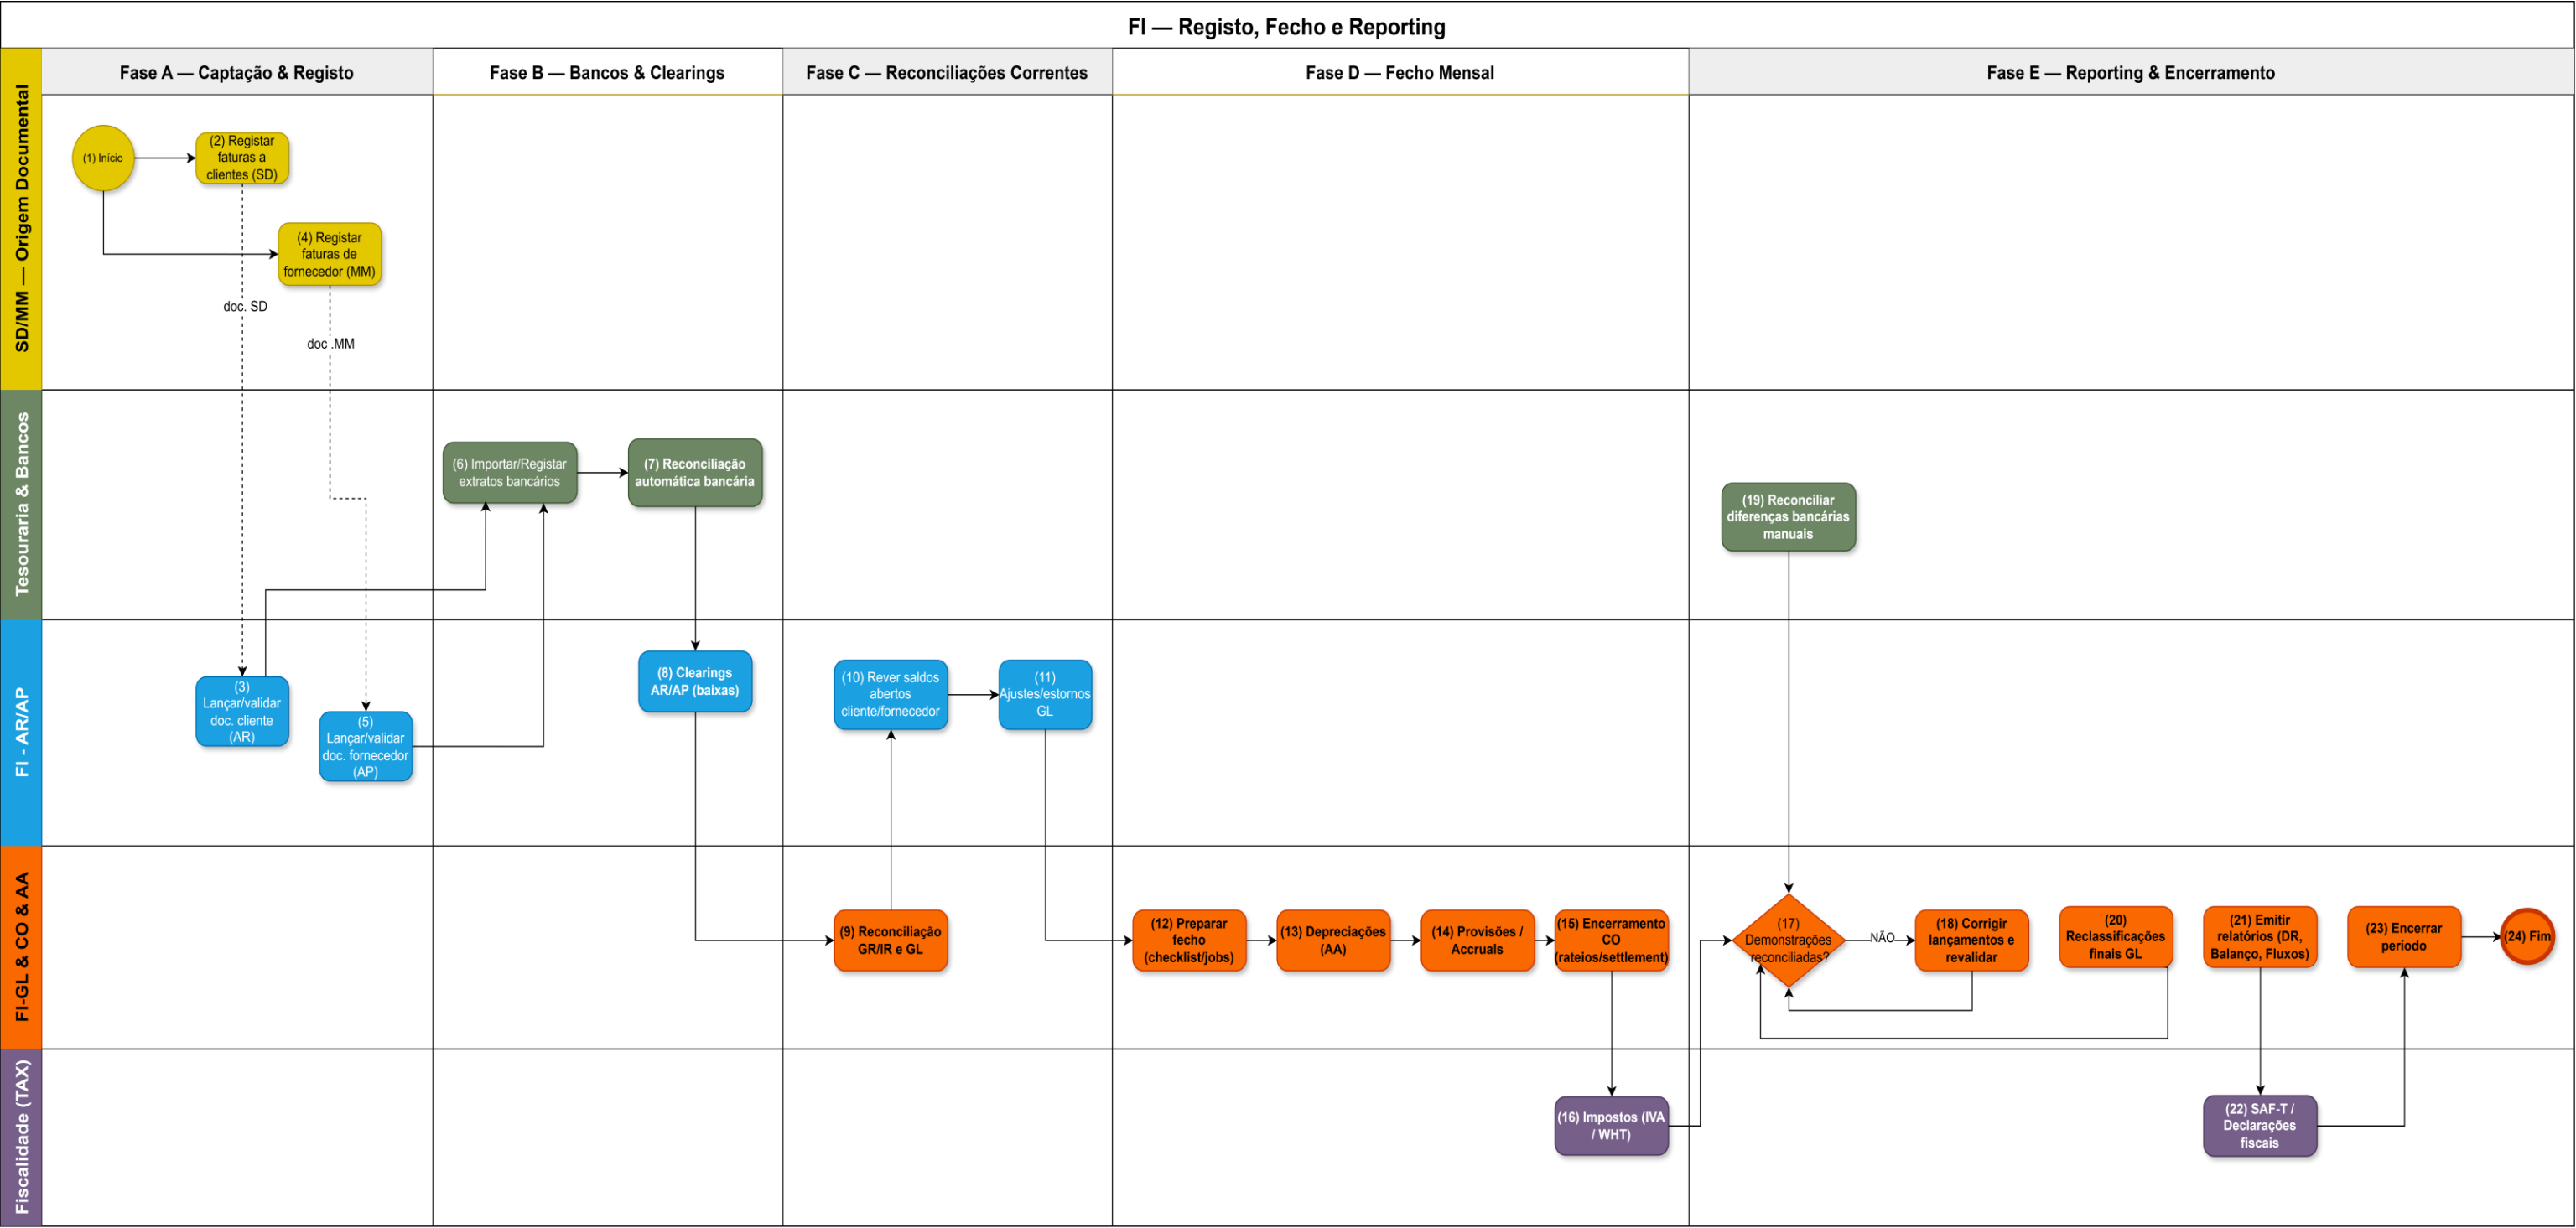 FI — Registo, Fecho e Reporting
Fase A — Captação & Registo
Fase B — Bancos & Clearings
Fase C — Reconciliações Correntes
Fase D — Fecho Mensal
Fase E — Reporting & Encerramento
SD/MM — Origem Documental
(1) Início
(2) Registar
faturas a
clientes (SD)
(4) Registar
faturas de
fornecedor (MM)
doc. SD
doc .MM
Tesouraria & Bancos
(6) Importar/Registar
extratos bancários
(7) Reconciliação
automática bancária
(19) Reconciliar
diferenças bancárias
manuais
FI - AR/AP
(3)
Lançar/validar
doc. cliente
(AR)
(5)
Lançar/validar
doc. fornecedor
(AP)
(8) Clearings
AR/AP (baixas)
(10) Rever saldos
abertos
cliente/fornecedor
(11)
Ajustes/estornos
GL
FI-GL & CO & AA
(9) Reconciliação
GR/IR e GL
(12) Preparar
fecho
(checklist/jobs)
(13) Depreciações
(AA)
(14) Provisões /
Accruals
(15) Encerramento
CO
(rateios/settlement)
(17)
Demonstrações
reconciliadas?
NÃO
(18) Corrigir
lançamentos e
revalidar
(20)
Reclassificações
finais GL
(21) Emitir
relatórios (DR,
Balanço, Fluxos)
(23) Encerrar
período
(24) Fim
Fiscalidade (TAX)
(16) Impostos (IVA
/ WHT)
(22) SAF-T /
Declarações
fiscais